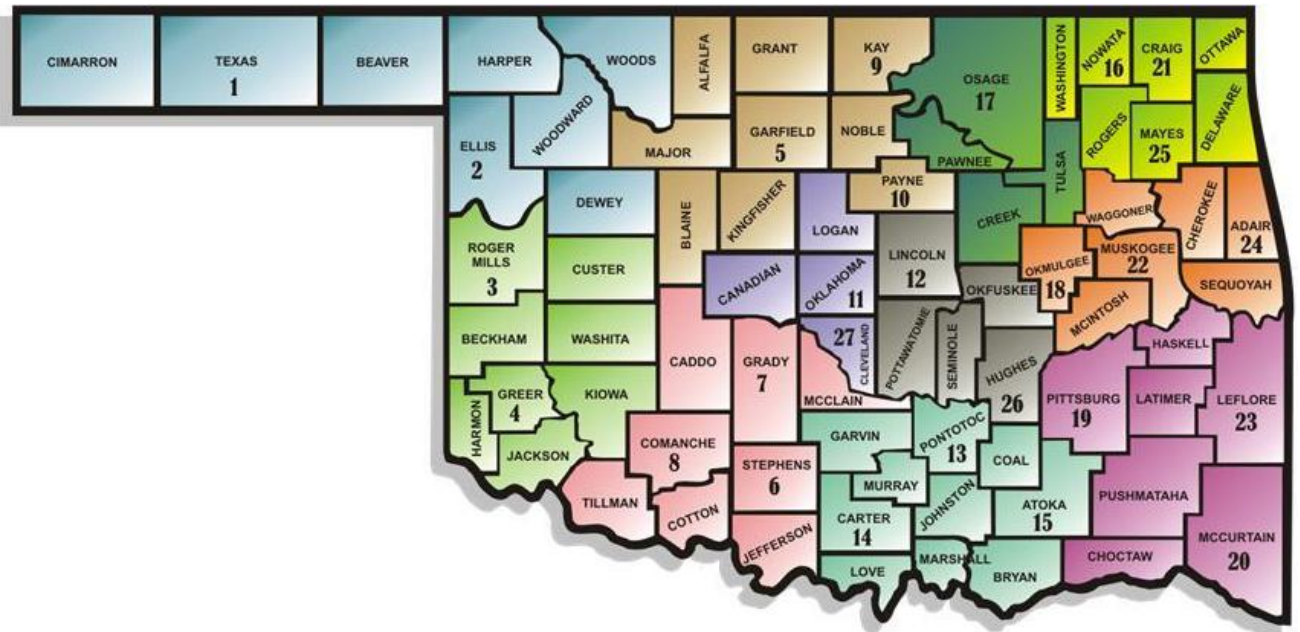 CIMARRON
TEXAS
1
BEAVER
HARPER
WOODS
ALFALFA
GRANT
KAY
9
OSAGE
17
WASHINGTON
NOWATA
16
CRAIG
21
OTTAWA
ELLIS
2
WOODWARD
MAJOR
GARFIELD
5
NOBLE
PAWNEE
TULSA
ROGERS
MAYES
25
DELAWARE
DEWEY
BLAINE
KINGFISHER
LOGAN
PAYNE
10
CREEK
WAGGONER
CHEROKEE
ADAIR
24
ROGER
MILLS
3
CUSTER
CANADIAN
OKLAHOMA
11
LINCOLN
12
OKFUSKEE
OKMULGEE
18
MUSKOGEE
22
SEQUOYAH
MCINTOSH
BECKHAM
WASHITA
CADDO
GRADY
7
27
CLEVELAND
MCCLAIN
POTTAWATOMIE
SEMINOLE
HUGHES
26
HASKELL
PITTSBURG
19
LATIMER
LEFLORE
23
HARMON
GREER
4
KIOWA
JACKSON
COMANCHE
8
STEPHENS
6
GARVIN
PONTOTOC
13
COAL
TILLMAN
COTTON
JEFFERSON
MURRAY
CARTER
14
JOHNSTON
ATOKA
15
PUSHMATAHA
MCCURTAIN
20
LOVE
MARSHALL
BRYAN
CHOCTAW